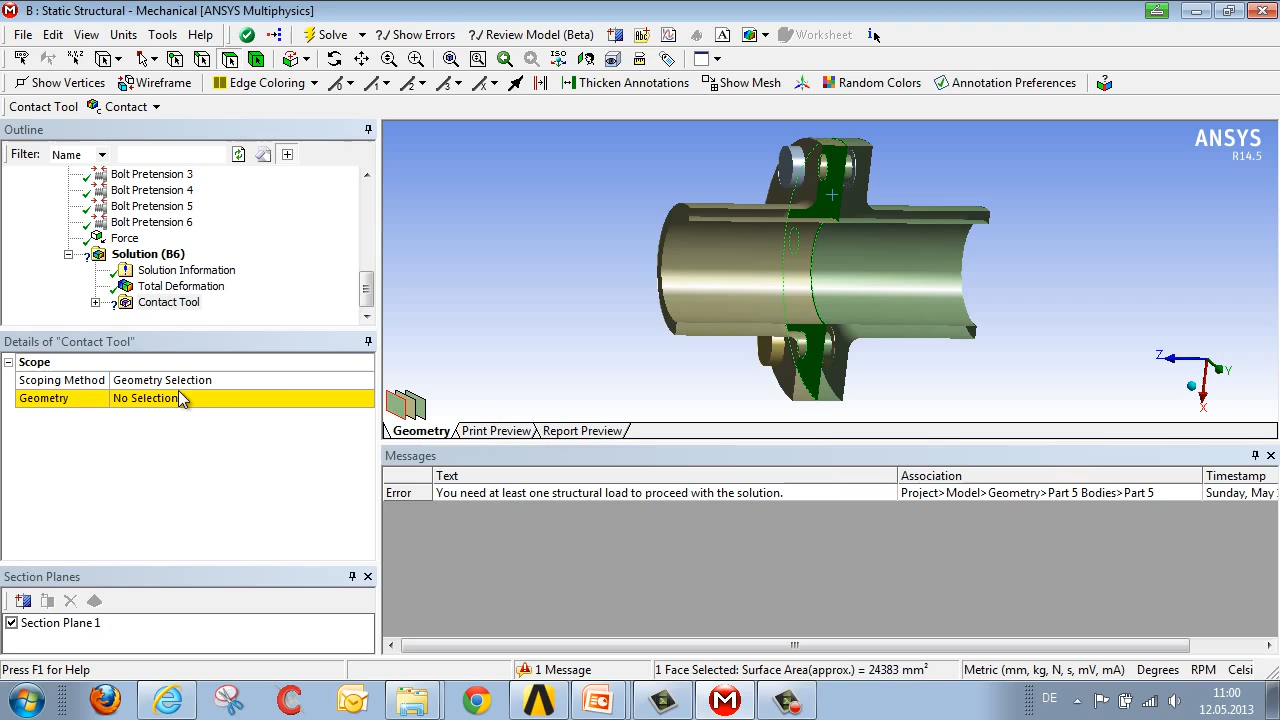 B : Static Structural - Mechanical [ANSYS Multiphysics]
File Edit View Units Tools Help Solve ?/ Show Errors ?/ Review Model (Beta) A Worksheet i
Show Vertices Wireframe Edge Coloring Thicken Annotations Show Mesh Random Colors Annotation Preferences
Contact Tool Contact
Outline
Filter: Name
Bolt Pretension 3
Bolt Pretension 4
Bolt Pretension 5
Bolt Pretension 6
Force
Solution (B6)
Solution Information
Total Deformation
Contact Tool
Details of "Contact Tool"
Scope
Scoping Method Geometry Selection
Geometry No Selection
Section Planes
Section Plane 1
ANSYS
R14.5
Z
Y
X
Geometry Print Preview Report Preview
Messages
Text Association Timestamp
Error You need at least one structural load to proceed with the solution. Project>Model>Geometry>Part 5 Bodies>Part 5 Sunday, May
Press F1 for Help 1 Message 1 Face Selected: Surface Area(approx.) = 24383 mm² Metric (mm, kg, N, s, mV, mA) Degrees RPM Celsi
DE 11:00
12.05.2013